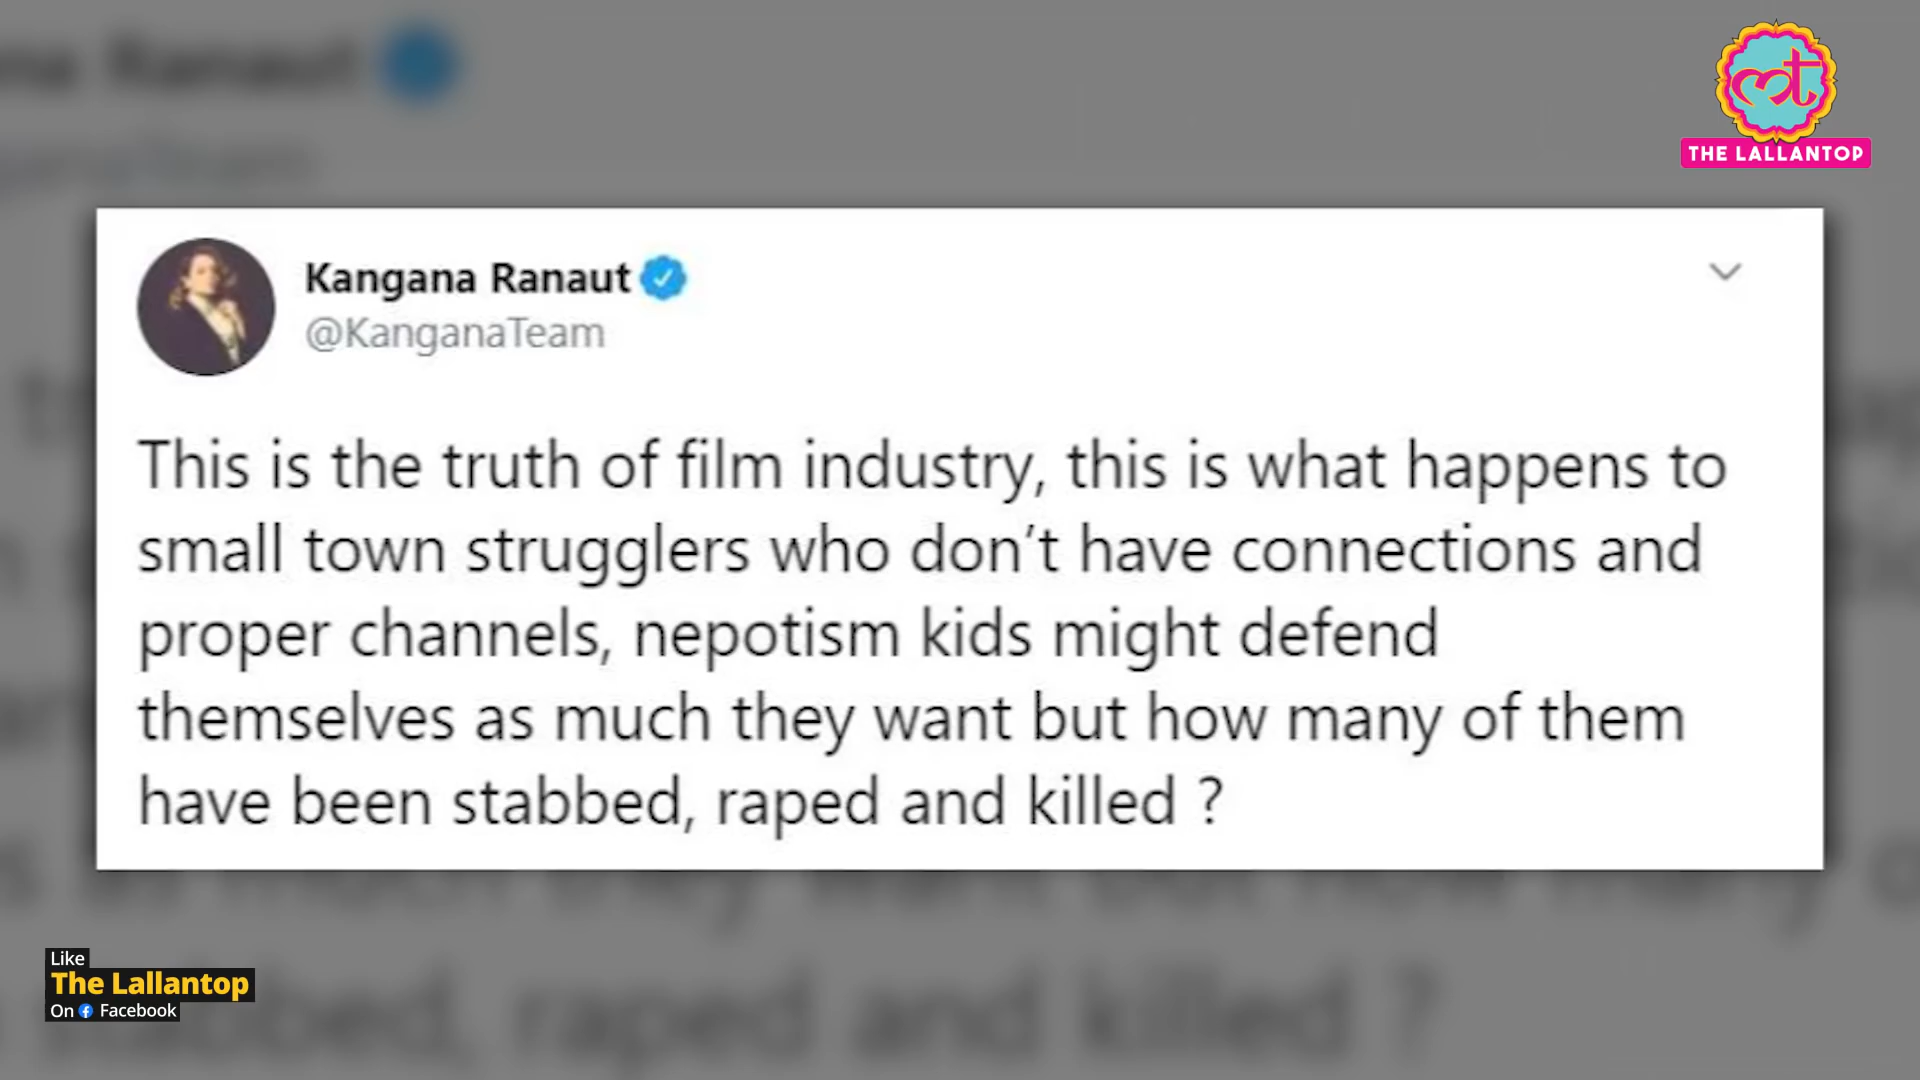 THE LALLANTOP
Kangana Ranaut
@KanganaTeam
This is the truth of film industry, this is what happens to
small town strugglers who don’t have connections and
proper channels, nepotism kids might defend
themselves as much they want but how many of them
have been stabbed, raped and killed ?
Like
The Lallantop
On Facebook